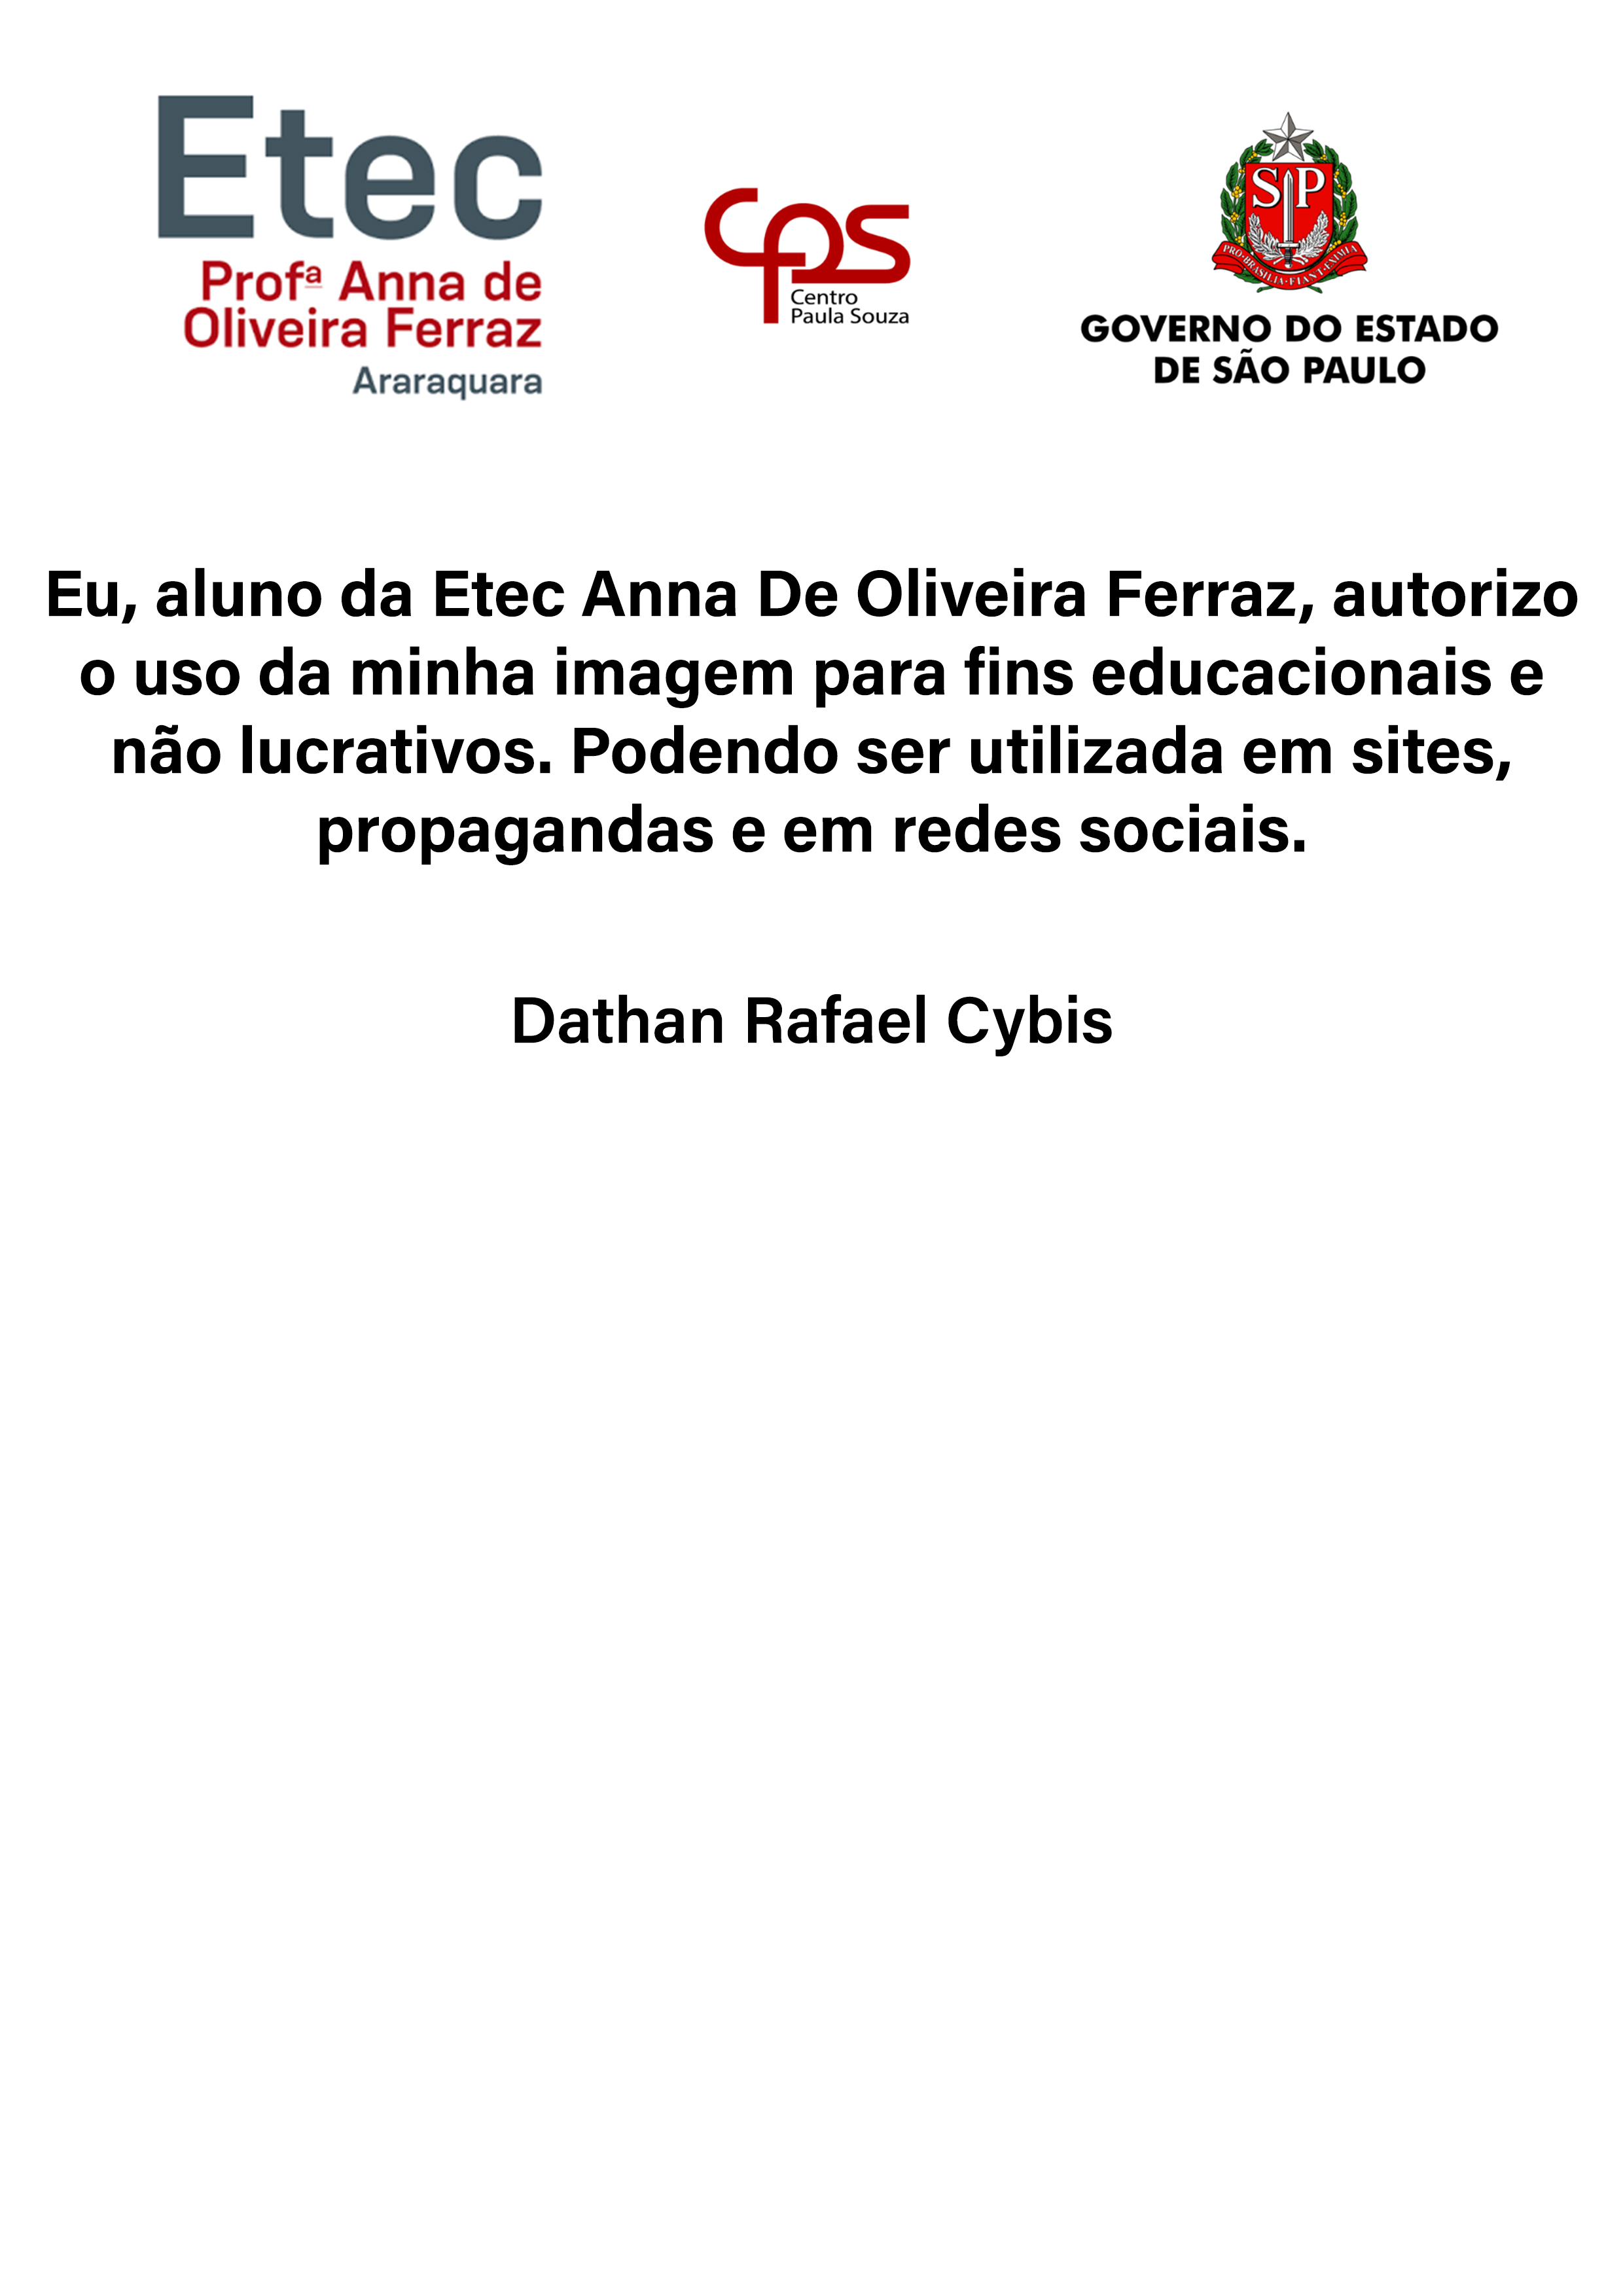 Etec
Profª Anna de
Oliveira Ferraz
Araraquara
cps
Centro
Paula Souza
SP
PRO·BRASILIA·FIANT·EXIMIA
GOVERNO DO ESTADO
DE SÃO PAULO
Eu, aluno da Etec Anna De Oliveira Ferraz, autorizo
o uso da minha imagem para fins educacionais e
não lucrativos. Podendo ser utilizada em sites,
propagandas e em redes sociais.
Dathan Rafael Cybis